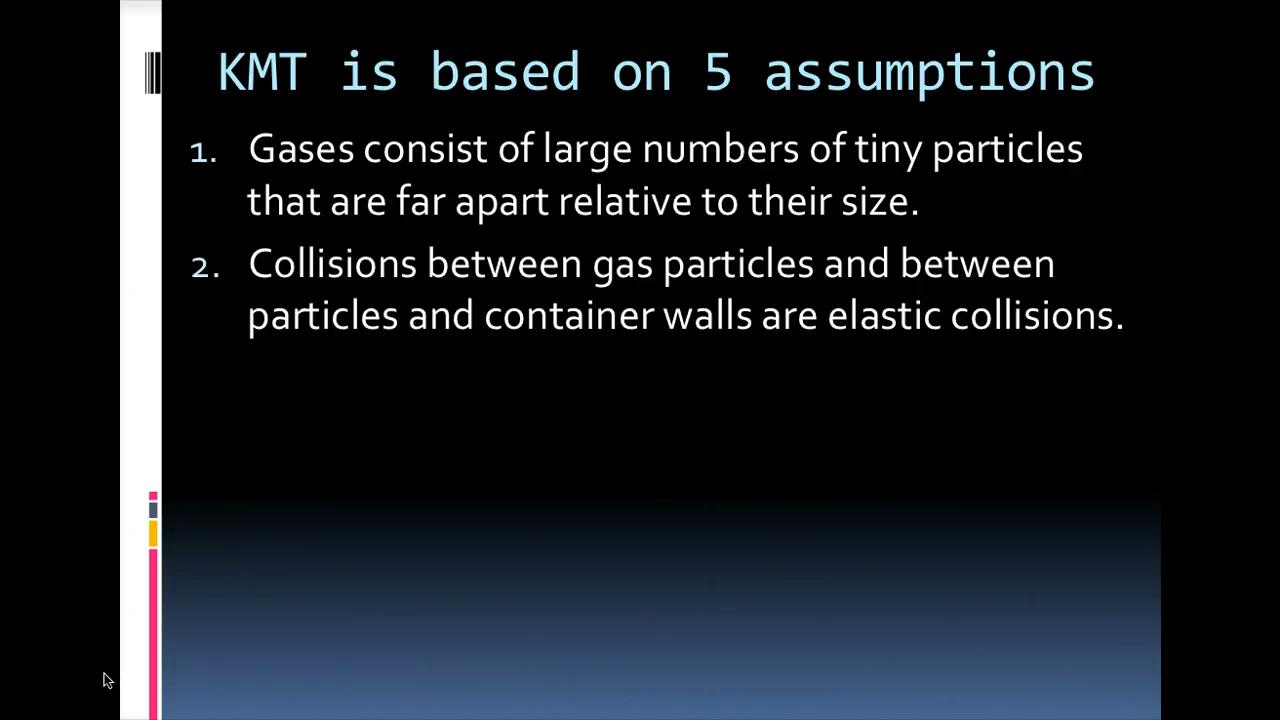 KMT is based on 5 assumptions
1. Gases consist of large numbers of tiny particles
that are far apart relative to their size.
2. Collisions between gas particles and between
particles and container walls are elastic collisions.